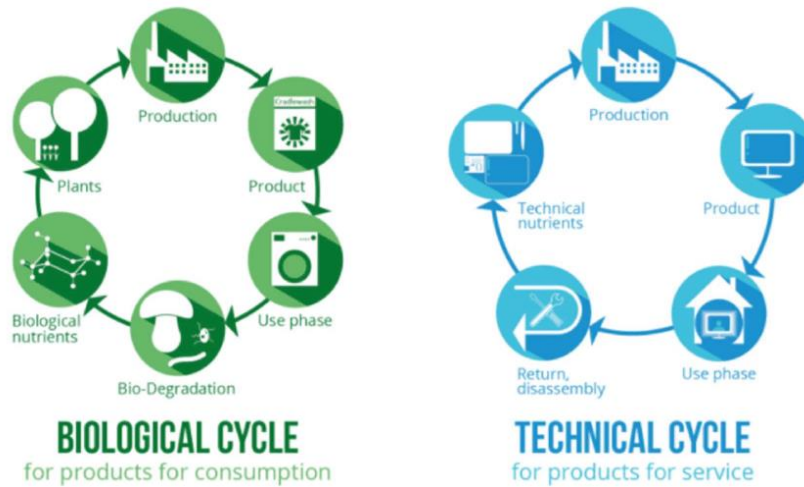 Production
Product
Use phase
Bio-Degradation
Biological
nutrients
Plants
BIOLOGICAL CYCLE
for products for consumption
Production
Product
Use phase
Return,
disassembly
Technical
nutrients
TECHNICAL CYCLE
for products for service